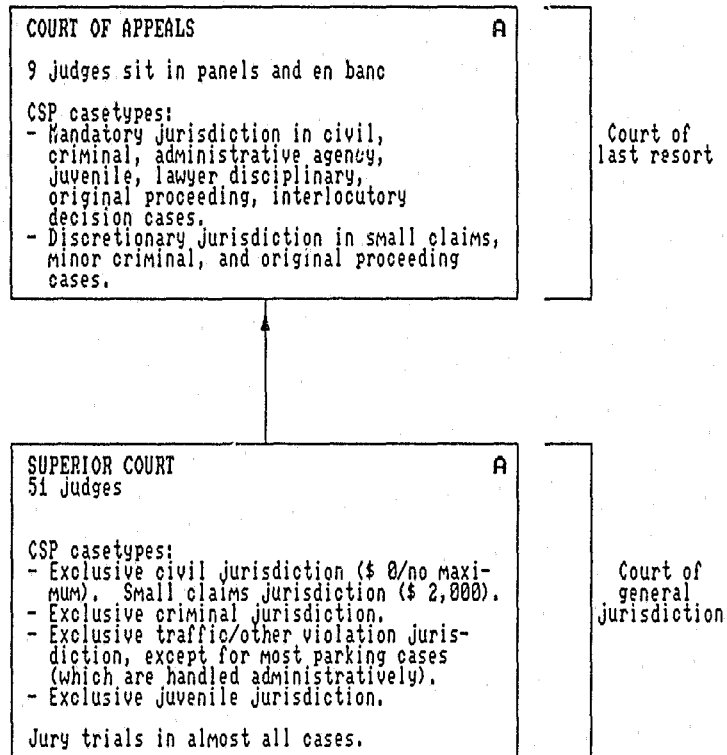 COURT OF APPEALS A
9 judges sit in panels and en banc
CSP casetypes:
- Mandatory jurisdiction in civil,
criminal, administrative agency,
juvenile, lawyer disciplinary,
original proceeding, interlocutory
decision cases.
- Discretionary jurisdiction in small claims,
minor criminal, and original proceeding
cases.
Court of
last resort
SUPERIOR COURT A
51 judges
CSP casetypes:
- Exclusive civil jurisdiction ($ 0/no maxi-
mum). Small claims jurisdiction ($ 2,000).
- Exclusive criminal jurisdiction.
- Exclusive traffic/other violation juris-
diction, except for most parking cases
(which are handled administratively).
- Exclusive juvenile jurisdiction.
Jury trials in almost all cases.
Court of
general
jurisdiction